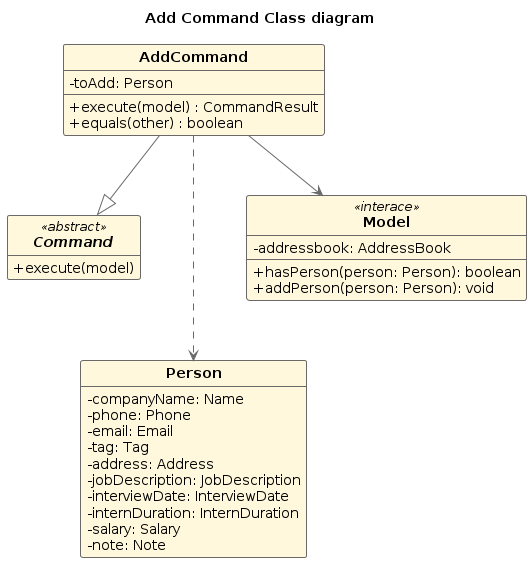 Add Command Class diagram
AddCommand
-toAdd: Person
+execute(model) : CommandResult
+equals(other) : boolean
«abstract»
Command
+execute(model)
«interace»
Model
-addressbook: AddressBook
+hasPerson(person: Person): boolean
+addPerson(person: Person): void
Person
-companyName: Name
-phone: Phone
-email: Email
-tag: Tag
-address: Address
-jobDescription: JobDescription
-interviewDate: InterviewDate
-internDuration: InternDuration
-salary: Salary
-note: Note